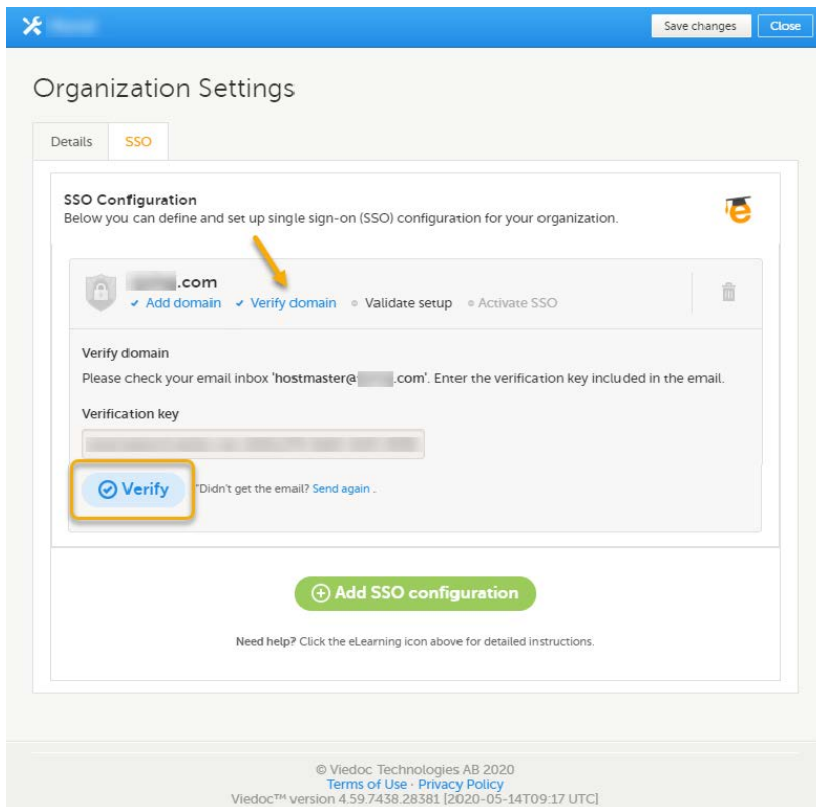 Save changes
Close
Organization Settings
Details
SSO
SSO Configuration
Below you can define and set up single sign-on (SSO) configuration for your organization.
e
.com
Add domain
Verify domain
Validate setup
Activate SSO
Verify domain
Please check your email inbox 'hostmaster@ .com'. Enter the verification key included in the email.
Verification key
Verify
"Didn't get the email? Send again ..
Add SSO configuration
Need help? Click the eLearning icon above for detailed instructions.
© Viedoc Technologies AB 2020
Terms of Use · Privacy Policy
Viedoc™ version 4.59.7438.28381 [2020-05-14T09:17 UTC]